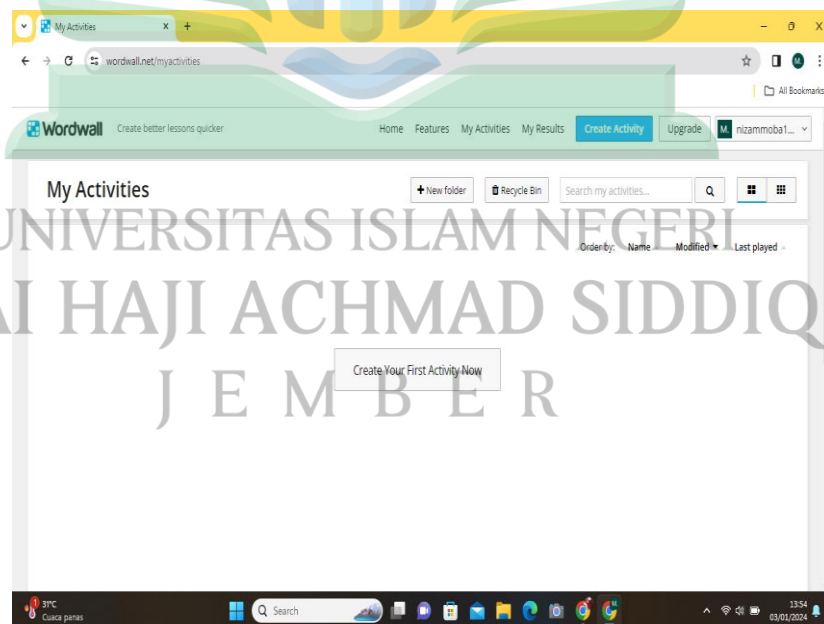 My Activities
wordwall.net/myactivities
M.
All Bookmarks
Wordwall Create better lessons quicker Home Features My Activities My Results Create Activity Upgrade M. nizammoba1...
My Activities + New folder Recycle Bin Search my activities...
UNIVERSITAS ISLAM NEGERI
Order by: Name Modified Last played
AI HAJI ACHMAD SIDDIQ
Create Your First Activity Now
JEMBER
1 31°C Search 13:54
Cuaca panas 03/01/2024